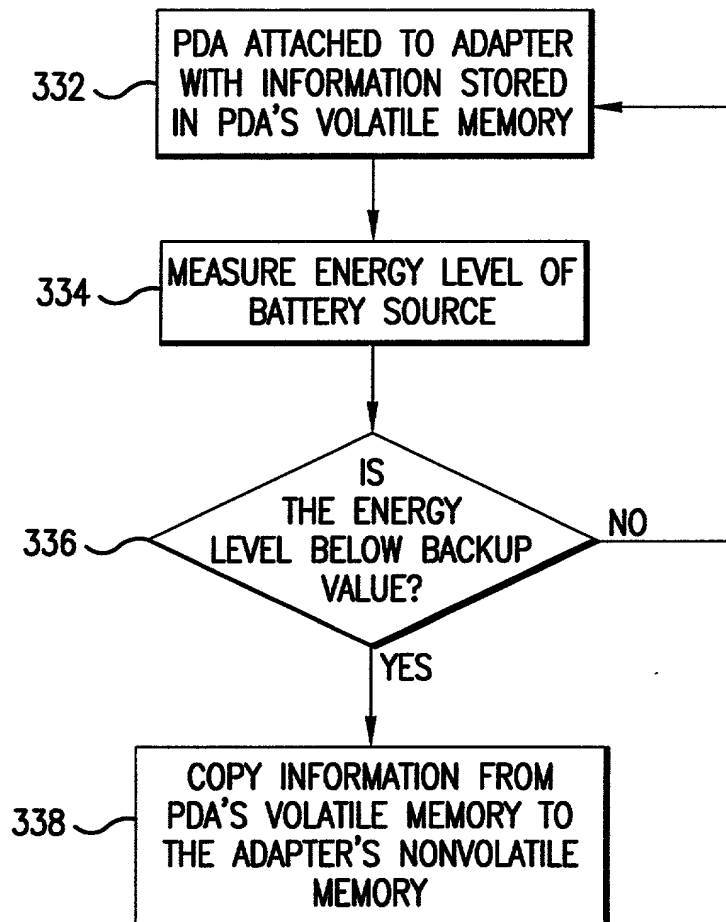 332
PDA ATTACHED TO ADAPTER
WITH INFORMATION STORED
IN PDA'S VOLATILE MEMORY
334
MEASURE ENERGY LEVEL OF
BATTERY SOURCE
336
IS
THE ENERGY
LEVEL BELOW BACKUP
VALUE?
NO
YES
338
COPY INFORMATION FROM
PDA'S VOLATILE MEMORY TO
THE ADAPTER'S NONVOLATILE
MEMORY